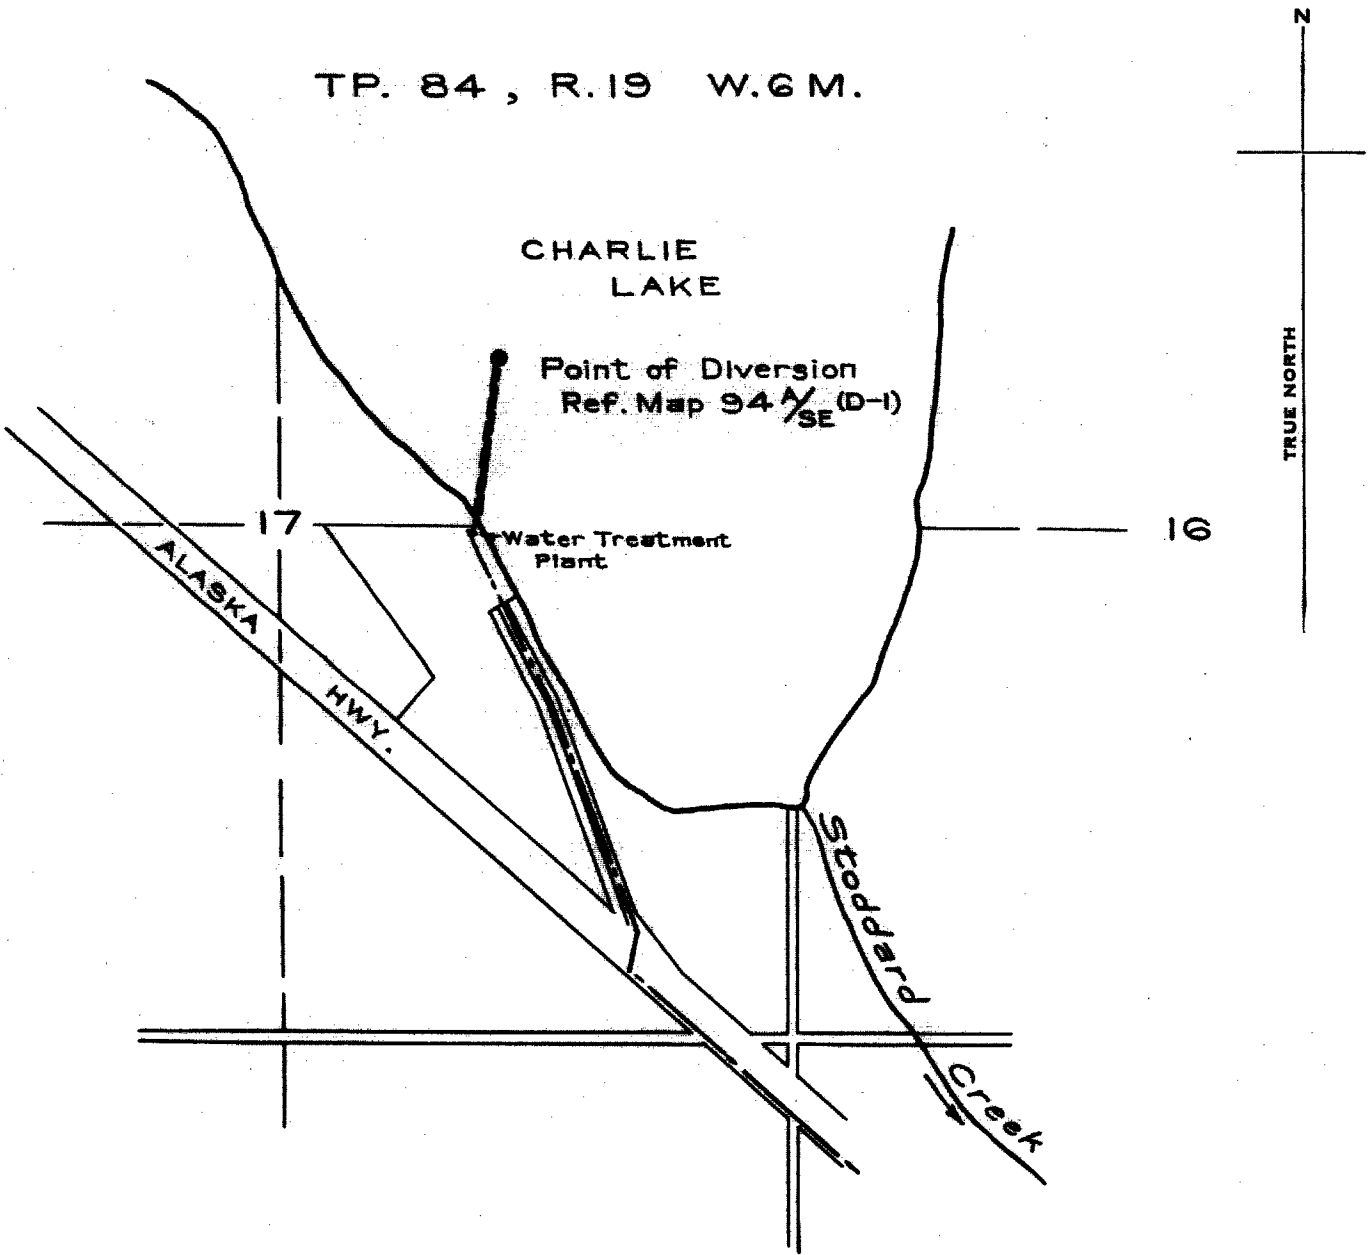 N
TP. 84, R.19 W.6M.
CHARLIE
LAKE
Point of Diversion
Ref. Map 94 A/SE (D-1)
TRUE NORTH
17
16
Water Treatment
Plant
ALASKA HWY.
Stoddard Creek